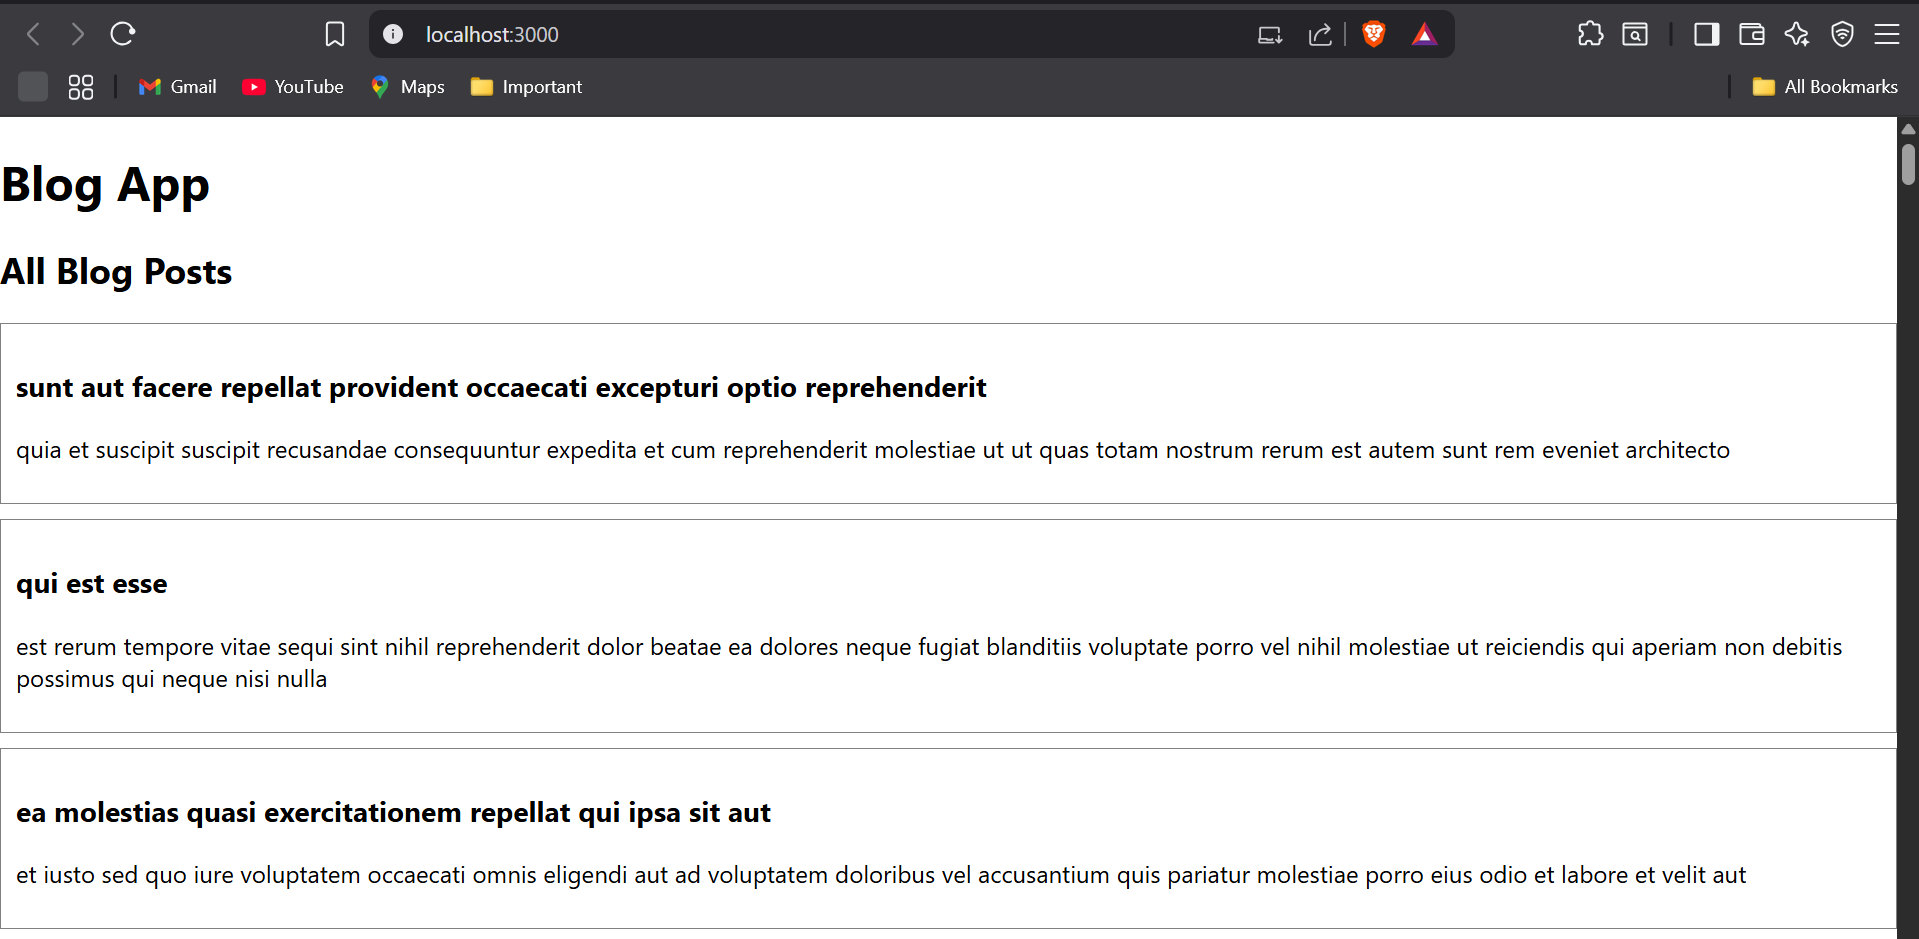 localhost:3000
Gmail YouTube Maps Important All Bookmarks
Blog App
All Blog Posts
sunt aut facere repellat provident occaecati excepturi optio reprehenderit
quia et suscipit suscipit recusandae consequuntur expedita et cum reprehenderit molestiae ut ut quas totam nostrum rerum est autem sunt rem eveniet architecto
qui est esse
est rerum tempore vitae sequi sint nihil reprehenderit dolor beatae ea dolores neque fugiat blanditiis voluptate porro vel nihil molestiae ut reiciendis qui aperiam non debitis
possimus qui neque nisi nulla
ea molestias quasi exercitationem repellat qui ipsa sit aut
et iusto sed quo iure voluptatem occaecati omnis eligendi aut ad voluptatem doloribus vel accusantium quis pariatur molestiae porro eius odio et labore et velit aut